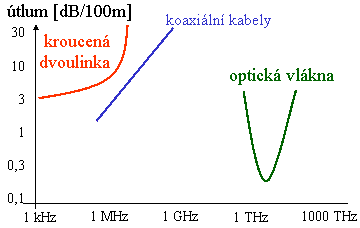 útlum [dB/100m]
30
10
3
1
0,3
0,1
kroucená
dvoulinka
koaxiální kabely
optická vlákna
1 kHz
1 MHz
1 GHz
1 THz
1000 THz